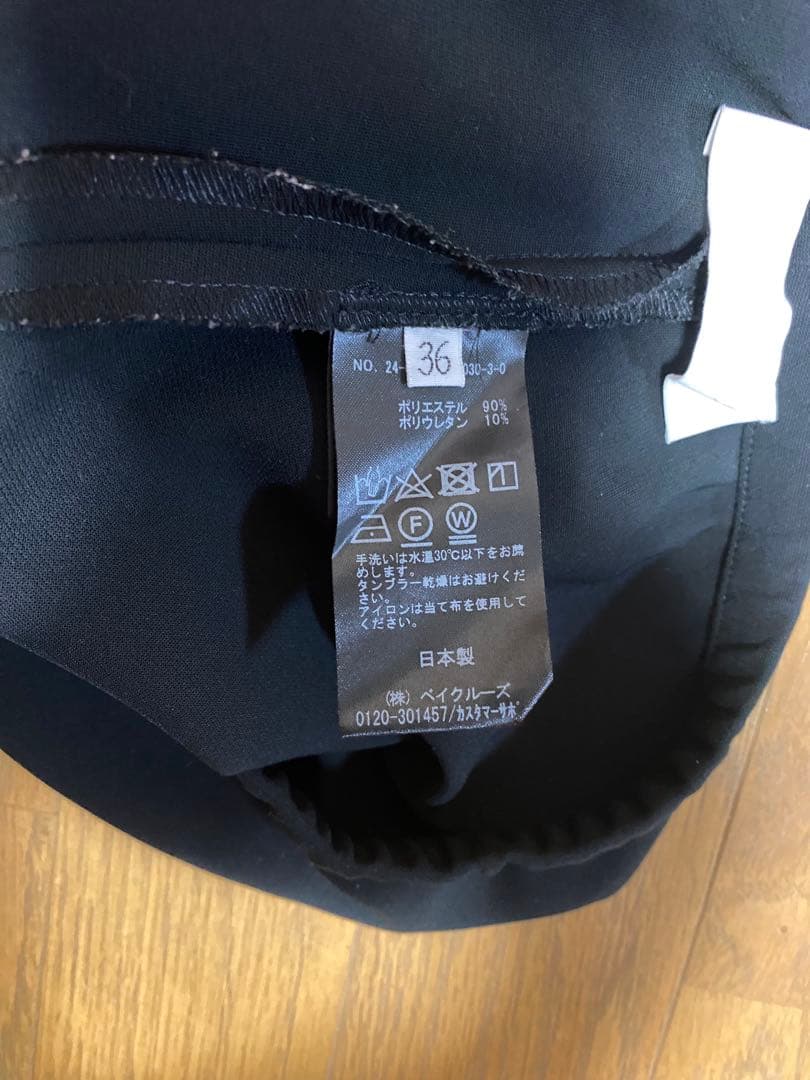 36
NO. 24- 030-3-0
ポリエステル 90%
ポリウレタン 10%
F W
手洗いは水温30℃以下をお薦
めします。
タンブラー乾燥はお避けくだ
さい。
アイロンは当て布を使用して
ください。
日本製
(株) ベイクルーズ
0120-301457/カスタマーサポ